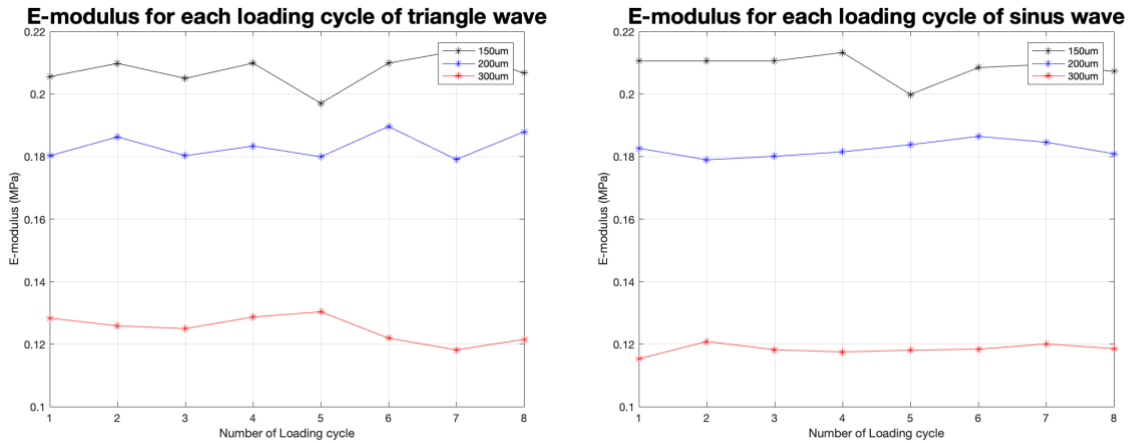 E-modulus for each loading cycle of triangle wave
0.22
0.2
0.18
0.16
0.14
0.12
0.1
E-modulus (MPa)
150um
200um
300um
1 2 3 4 5 6 7 8
Number of Loading cycle
E-modulus for each loading cycle of sinus wave
0.22
0.2
0.18
0.16
0.14
0.12
0.1
E-modulus (MPa)
150um
200um
300um
1 2 3 4 5 6 7 8
Number of Loading cycle